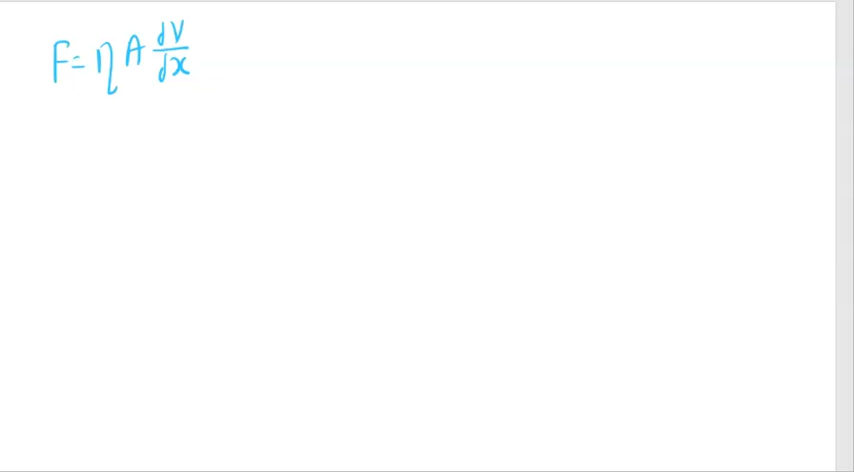 F = η A dV/dx